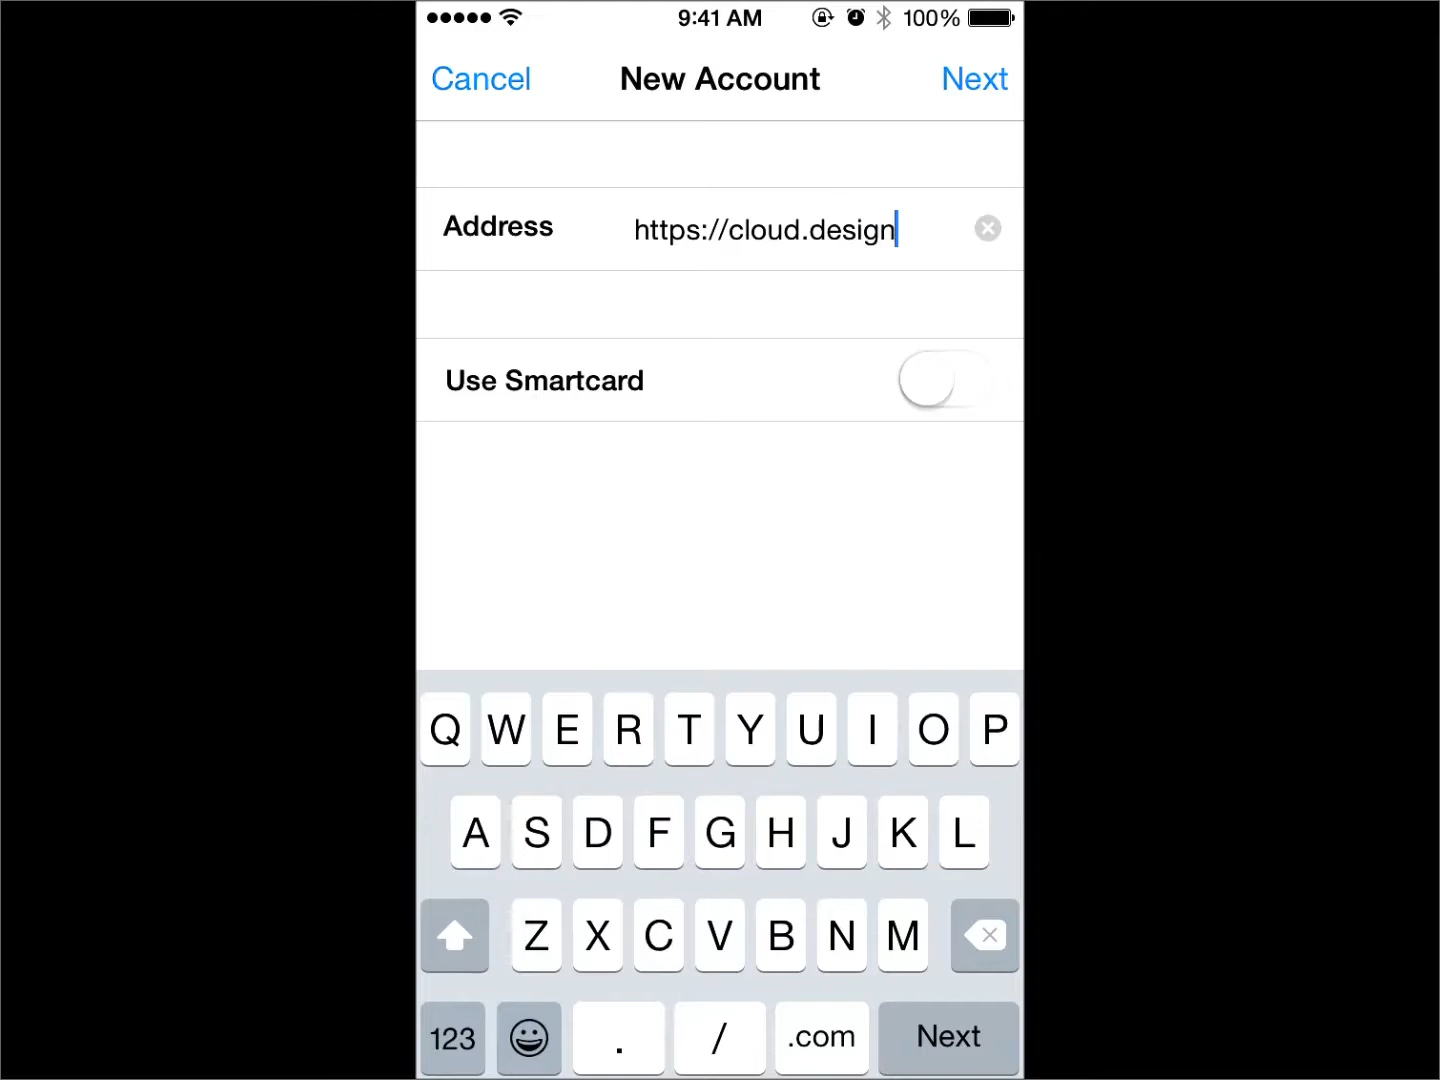 9:41 AM 100%
Cancel New Account Next
Address https://cloud.design
Use Smartcard
Q W E R T Y U I O P
A S D F G H J K L
Z X C V B N M
123 . / .com Next